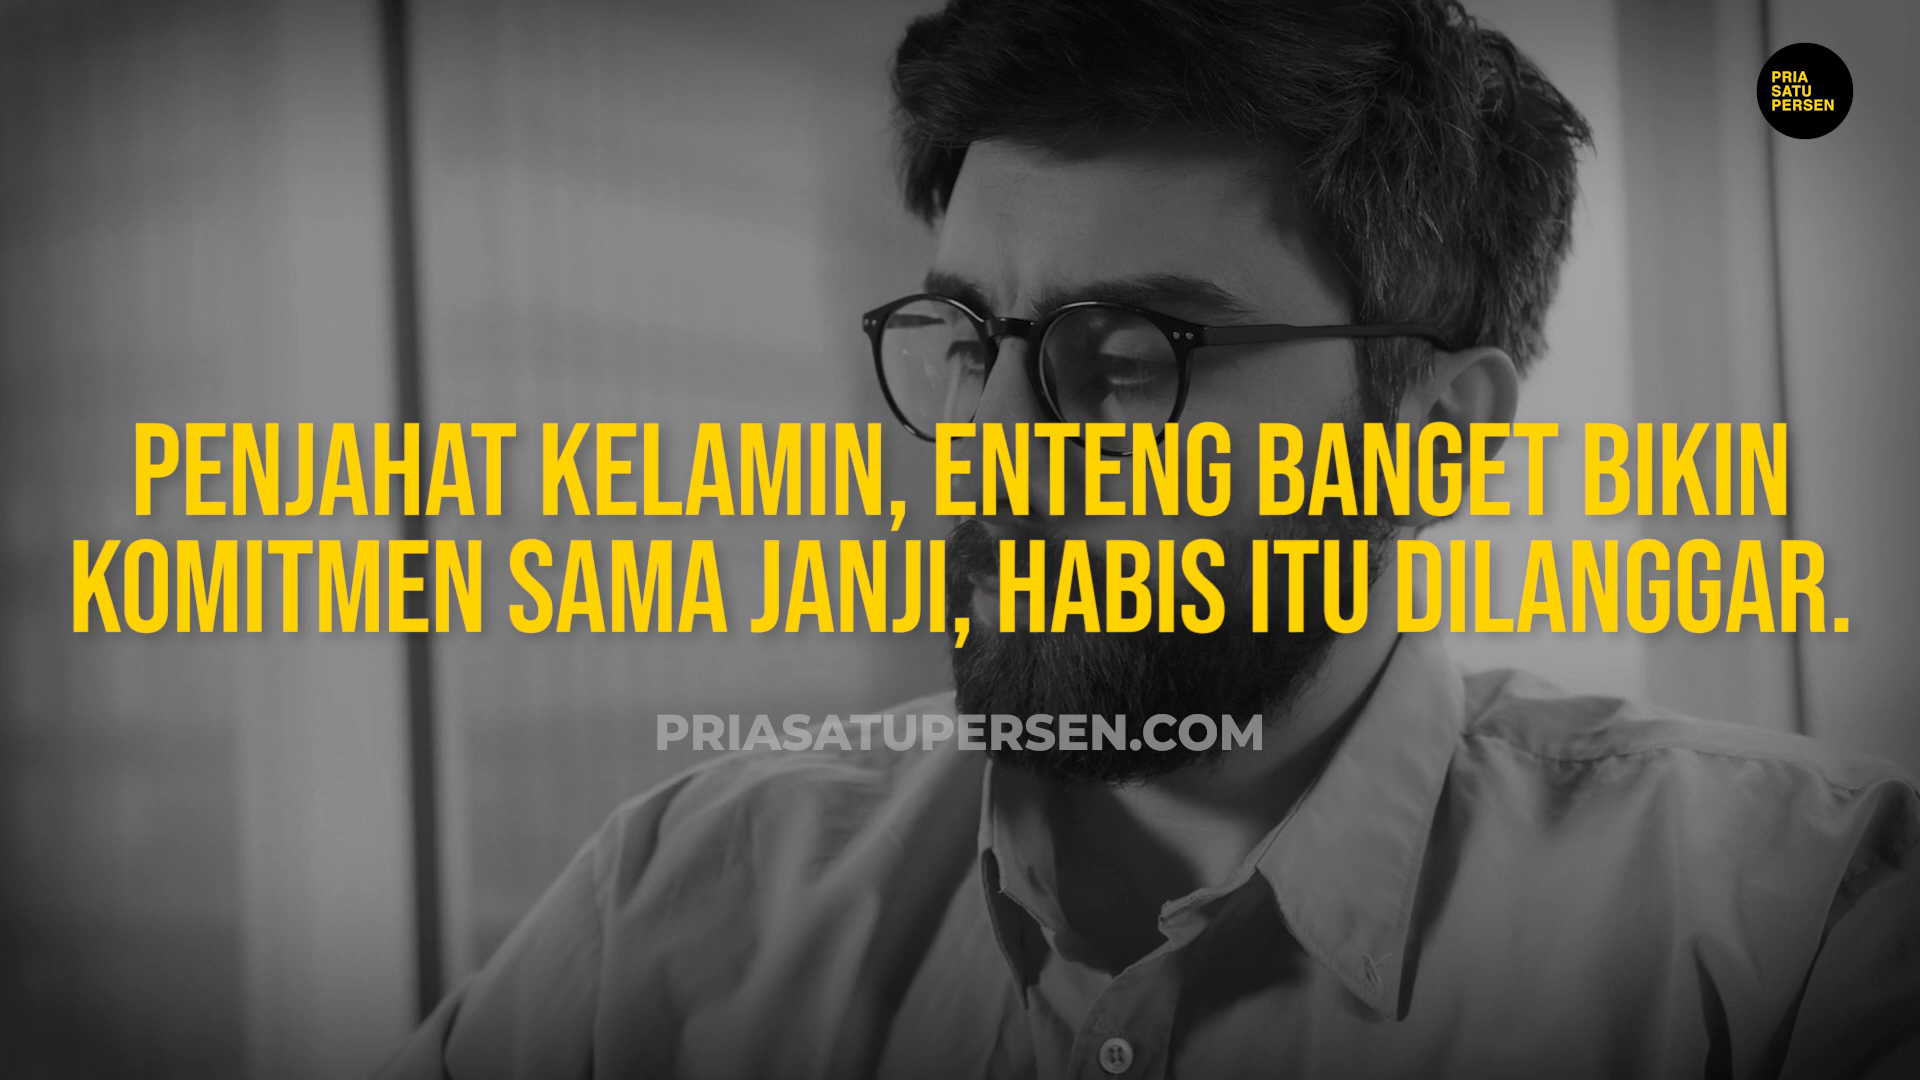 PRIA
SATU
PERSEN
PENJAHAT KELAMIN, ENTENG BANGET BIKIN
KOMITMEN SAMA JANJI, HABIS ITU DILANGGAR.
PRIASATUPERSEN.COM